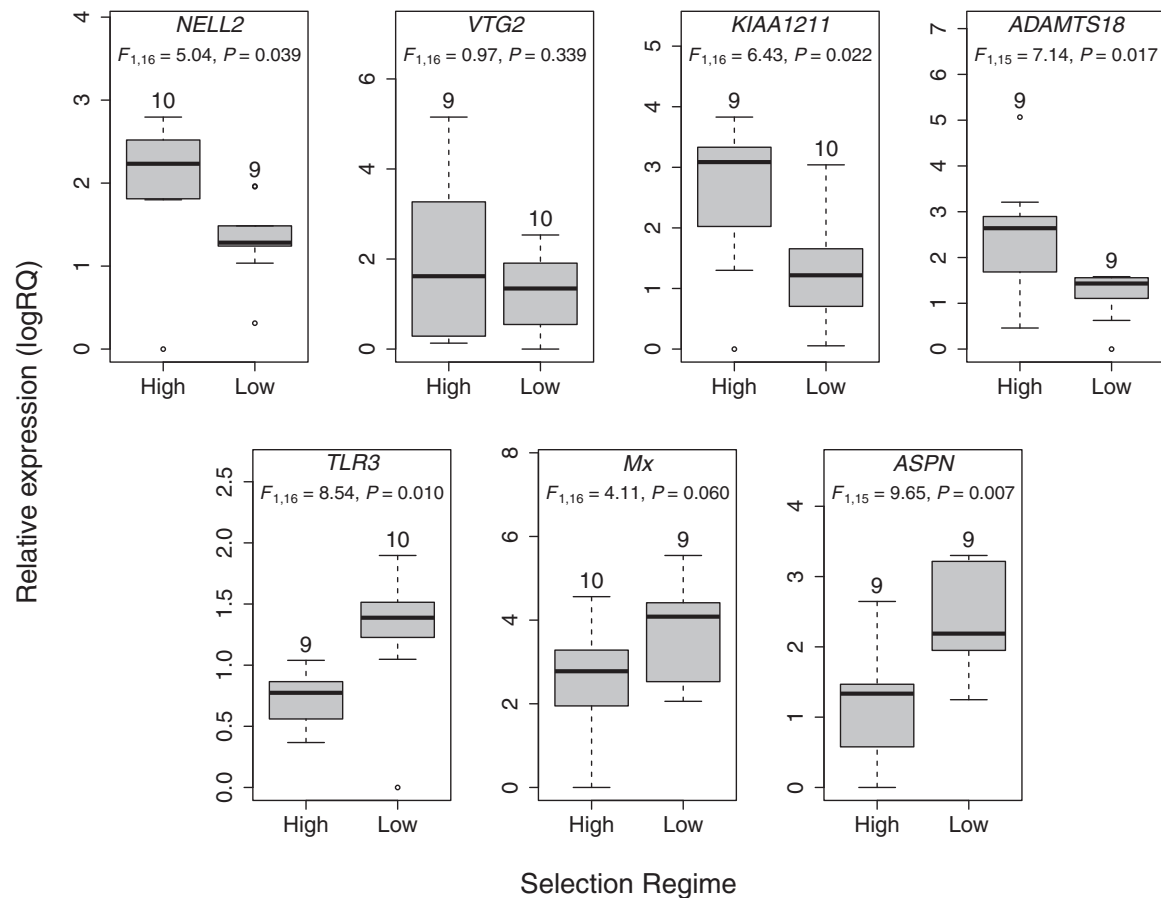 NELL2
F1,16 = 5.04, P = 0.039
10
9
0 1 2 3 4
High Low
VTG2
F1,16 = 0.97, P = 0.339
9
10
0 2 4 6
High Low
KIAA1211
F1,16 = 6.43, P = 0.022
9
10
0 1 2 3 4 5
High Low
ADAMTS18
F1,15 = 7.14, P = 0.017
9
9
0 1 2 3 4 5 6 7
High Low
Relative expression (logRQ)
TLR3
F1,16 = 8.54, P = 0.010
9
10
0.0 0.5 1.0 1.5 2.0 2.5
High Low
Mx
F1,16 = 4.11, P = 0.060
10
9
0 2 4 6 8
High Low
ASPN
F1,15 = 9.65, P = 0.007
9
9
0 1 2 3 4
High Low
Selection Regime